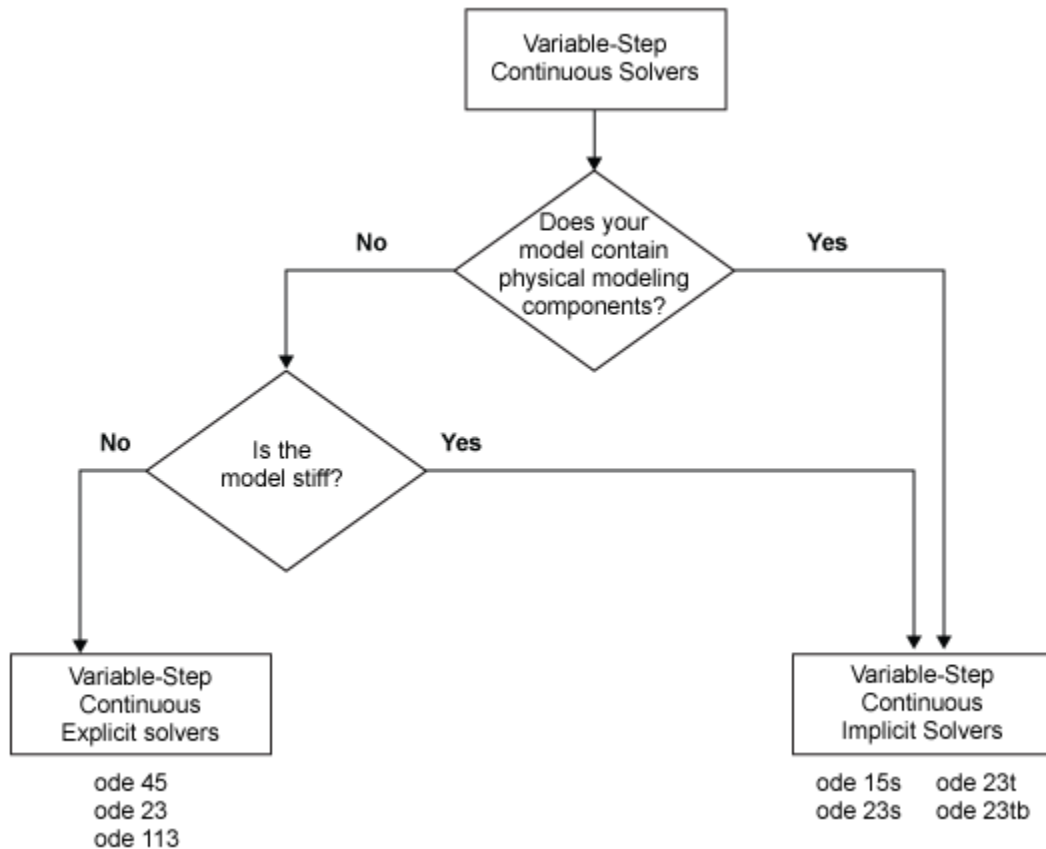 Variable-Step
Continuous Solvers
Does your
model contain
physical modeling
components?
No
Yes
Is the
model stiff?
No
Yes
Variable-Step
Continuous
Explicit solvers
ode 45
ode 23
ode 113
Variable-Step
Continuous
Implicit Solvers
ode 15s ode 23t
ode 23s ode 23tb